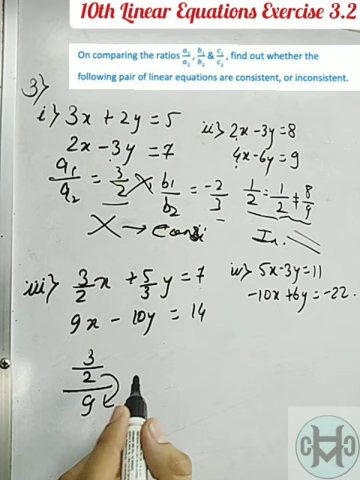 10th Linear Equations Exercise 3.2
On comparing the ratios a₁/a₂, b₁/b₂ & c₁/c₂, find out whether the
following pair of linear equations are consistent, or inconsistent.
3)
i) 3x + 2y = 5
2x - 3y = 7
a₁/a₂ = 3/2 × b₁/b₂ = -2/3
X → Consi
ii) 2x - 3y = 8
4x - 6y = 9
1/2 = 1/2 ≠ 8/9
In.
iii) 3/2 x + 5/3 y = 7
9x - 10y = 14
3/2 / 9
iv) 5x - 3y = 11
-10x + 6y = -22